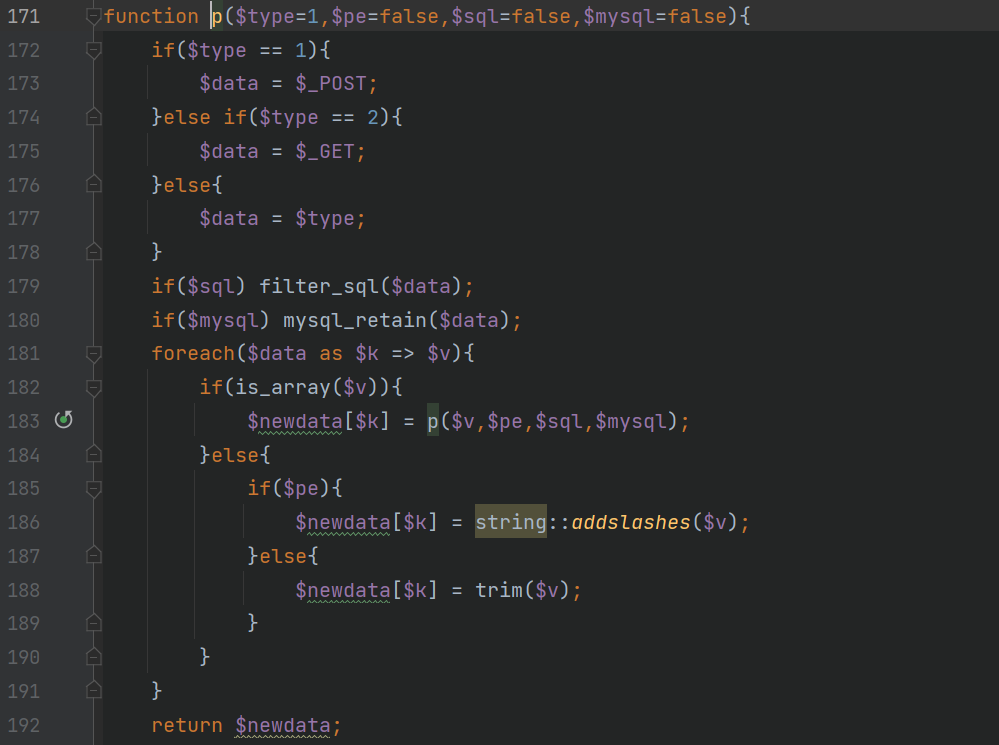 171 function p($type=1,$pe=false,$sql=false,$mysql=false){
172     if($type == 1){
173         $data = $_POST;
174     }else if($type == 2){
175         $data = $_GET;
176     }else{
177         $data = $type;
178     }
179     if($sql) filter_sql($data);
180     if($mysql) mysql_retain($data);
181     foreach($data as $k => $v){
182         if(is_array($v)){
183             $newdata[$k] = p($v,$pe,$sql,$mysql);
184         }else{
185             if($pe){
186                 $newdata[$k] = string::addslashes($v);
187             }else{
188                 $newdata[$k] = trim($v);
189             }
190         }
191     }
192     return $newdata;